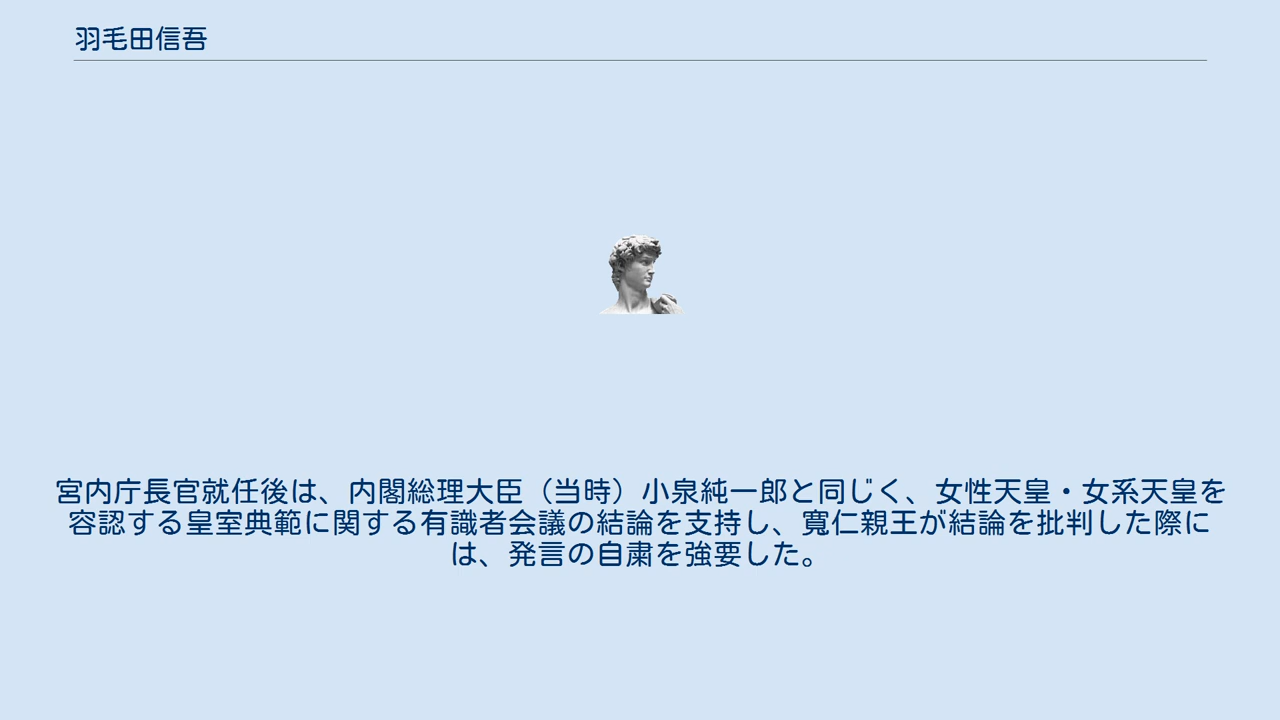 羽毛田信吾
宮内庁長官就任後は、内閣総理大臣（当時）小泉純一郎と同じく、女性天皇・女系天皇を
容認する皇室典範に関する有識者会議の結論を支持し、寬仁親王が結論を批判した際に
は、発言の自粛を強要した。